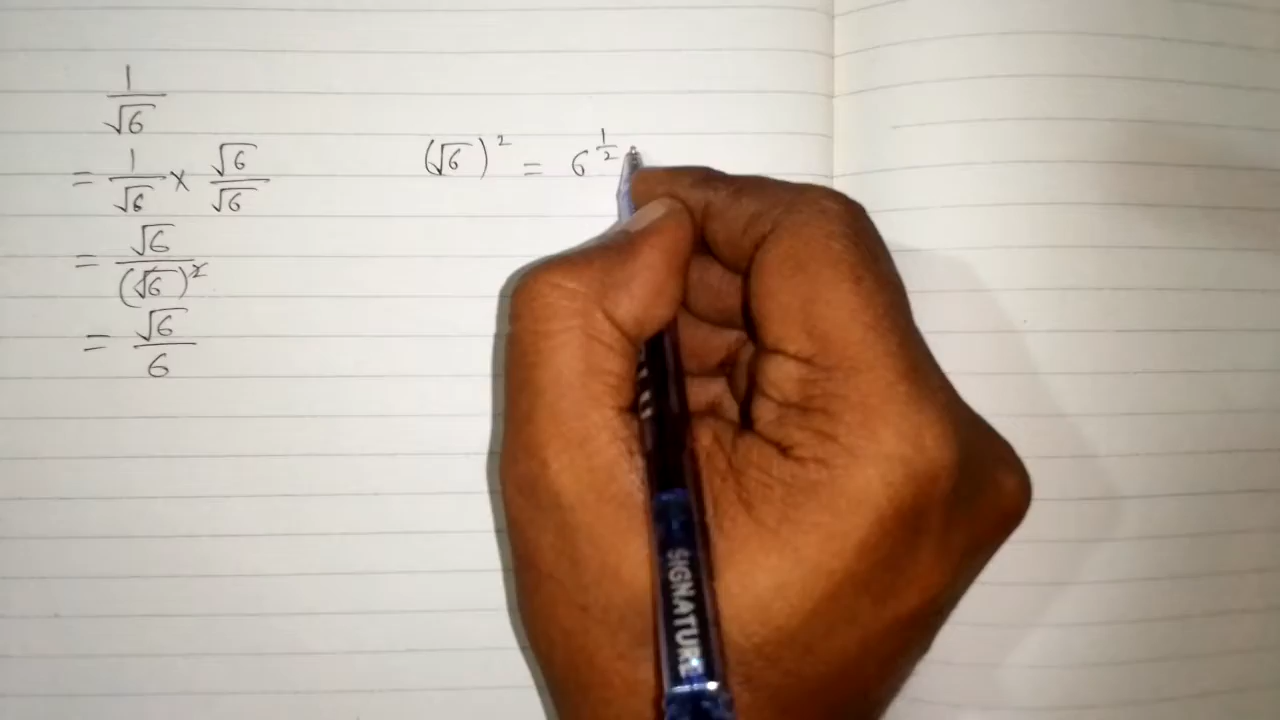 1/√6
= 1/√6 × √6/√6
= √6/(√6)²
= √6/6
(√6)² = 6^1/2
SIGNATURE